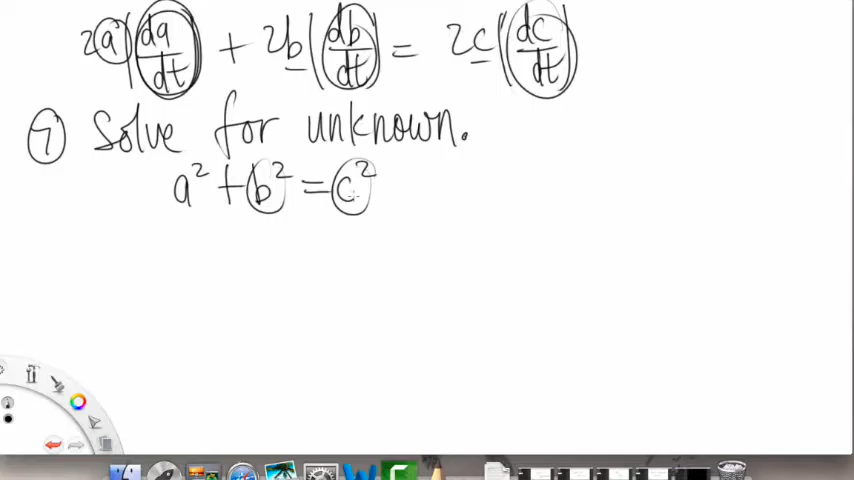 2a(da/dt) + 2b(db/dt) = 2c(dc/dt)
⑦ Solve for unknown.
a² + b² = c²